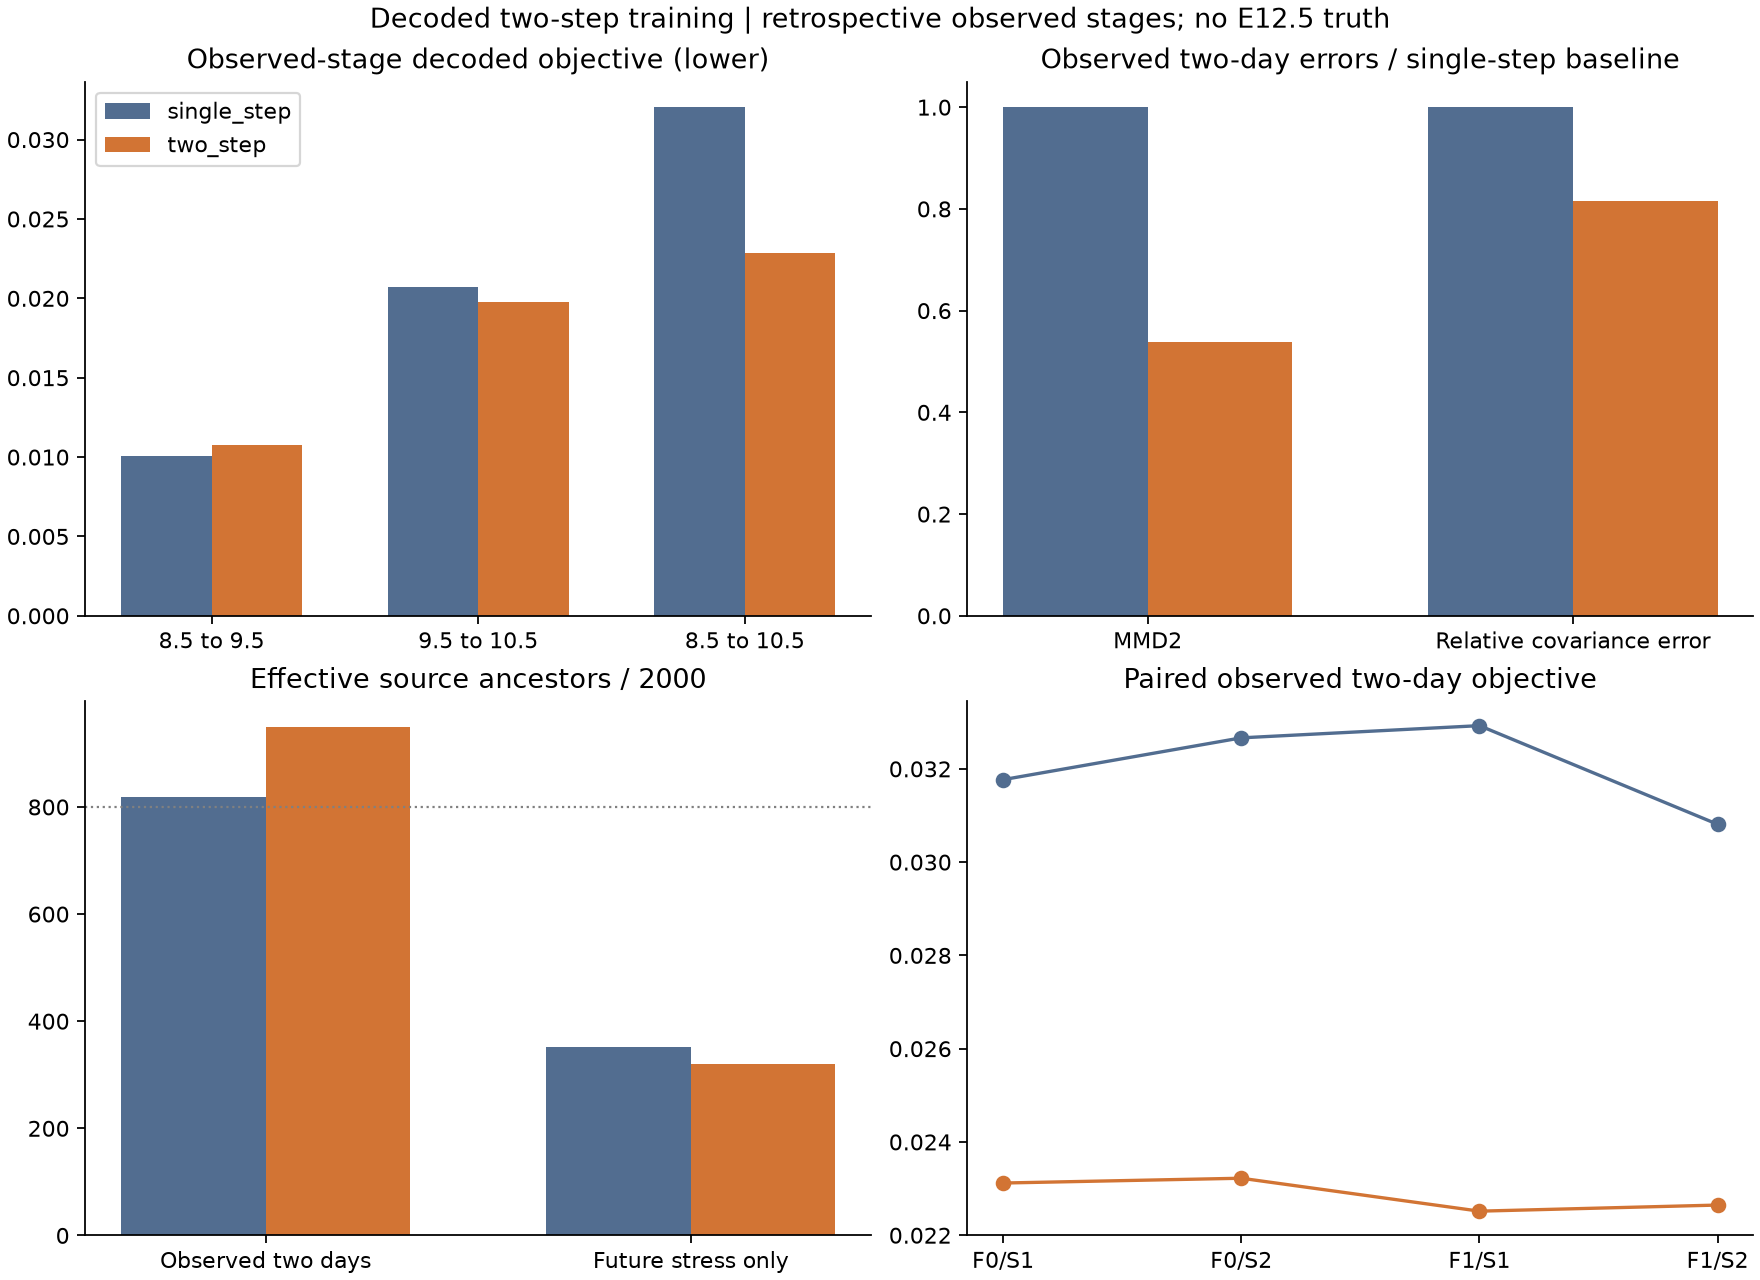 Decoded two-step training | retrospective observed stages; no E12.5 truth
Observed-stage decoded objective (lower)
single_step
two_step
0.030
0.025
0.020
0.015
0.010
0.005
0.000
8.5 to 9.5
9.5 to 10.5
8.5 to 10.5
Observed two-day errors / single-step baseline
1.0
0.8
0.6
0.4
0.2
0.0
MMD2
Relative covariance error
Effective source ancestors / 2000
800
600
400
200
0
Observed two days
Future stress only
Paired observed two-day objective
0.032
0.030
0.028
0.026
0.024
0.022
F0/S1
F0/S2
F1/S1
F1/S2